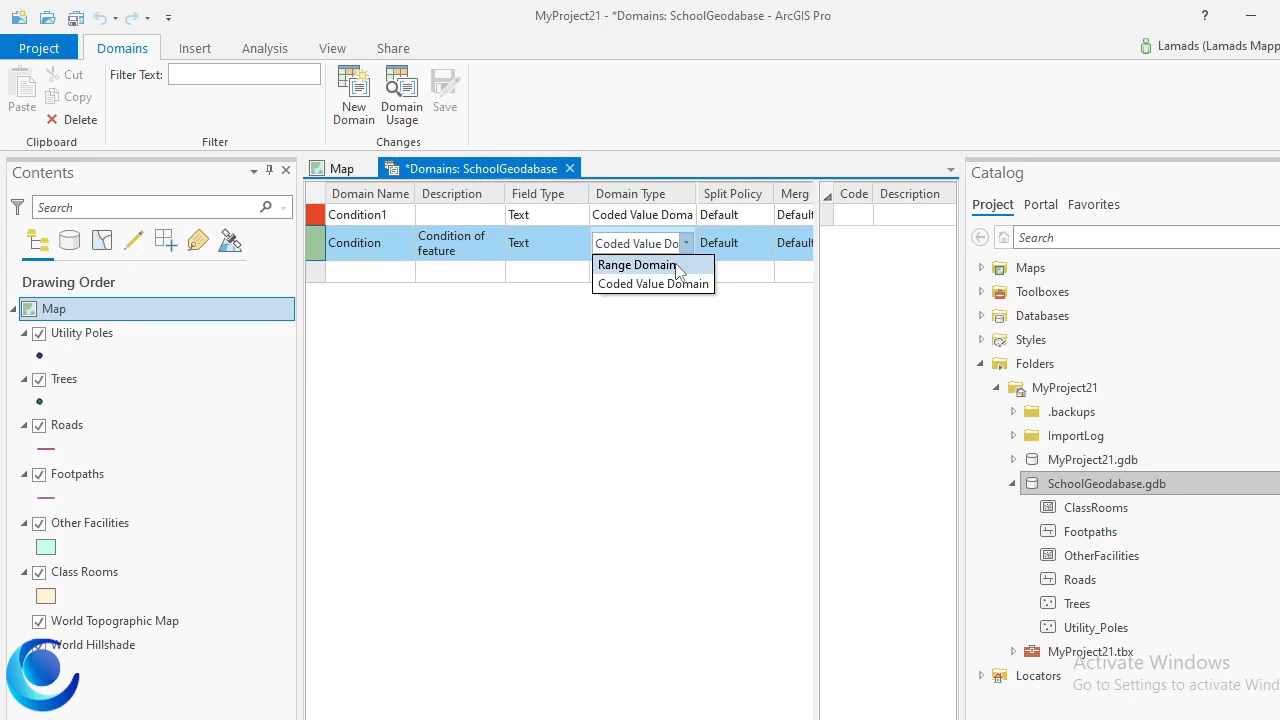 MyProject21 - *Domains: SchoolGeodabase - ArcGIS Pro
?
Project
Domains
Insert
Analysis
View
Share
Lamads (Lamads Mapp
Paste
Cut
Copy
Delete
Clipboard
Filter Text:
Filter
New Domain
Domain Usage
Save
Changes
Contents
Search
Drawing Order
Map
Utility Poles
Trees
Roads
Footpaths
Other Facilities
Class Rooms
World Topographic Map
World Hillshade
Map
*Domains: SchoolGeodabase
Domain Name Description Field Type Domain Type Split Policy Merg
Condition1 Text Coded Value Doma Default Default
Condition Condition of feature Text Coded Value Do Default Default
Range Domain
Coded Value Domain
Code Description
Catalog
Project Portal Favorites
Search
Maps
Toolboxes
Databases
Styles
Folders
MyProject21
.backups
ImportLog
MyProject21.gdb
SchoolGeodabase.gdb
ClassRooms
Footpaths
OtherFacilities
Roads
Trees
Utility_Poles
MyProject21.tbx
Locators
Activate Windows
Go to Settings to activate Wind